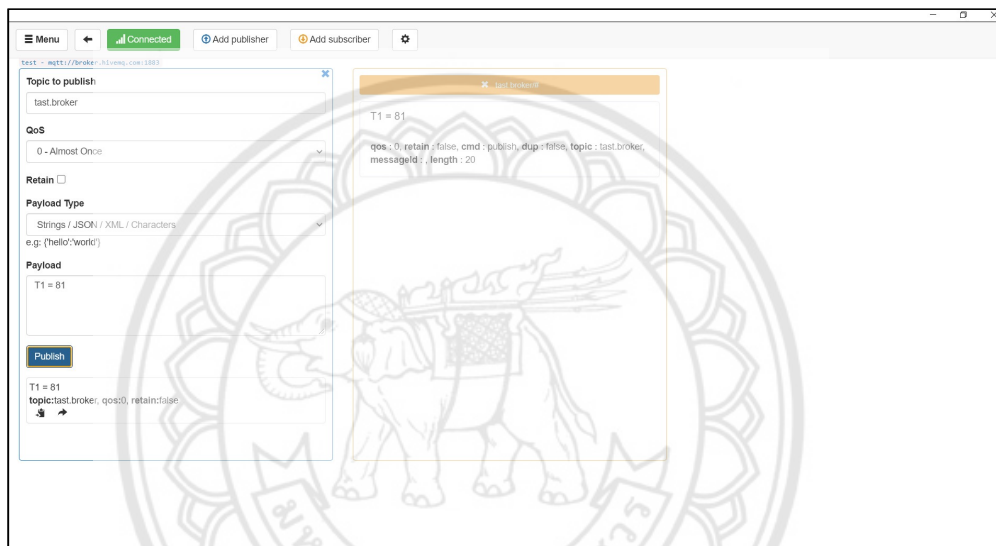 Menu
Connected
Add publisher
Add subscriber
test - mqtt://broker.hivemq.com:1883
Topic to publish
tast.broker
QoS
0 - Almost Once
Retain
Payload Type
Strings / JSON / XML / Characters
e.g: {'hello':'world'}
Payload
T1 = 81
Publish
T1 = 81
topic:tast.broker, qos:0, retain:false
T1 = 81
qos : 0, retain : false, cmd : publish, dup : false, topic : tast.broker,
messageId : , length : 20